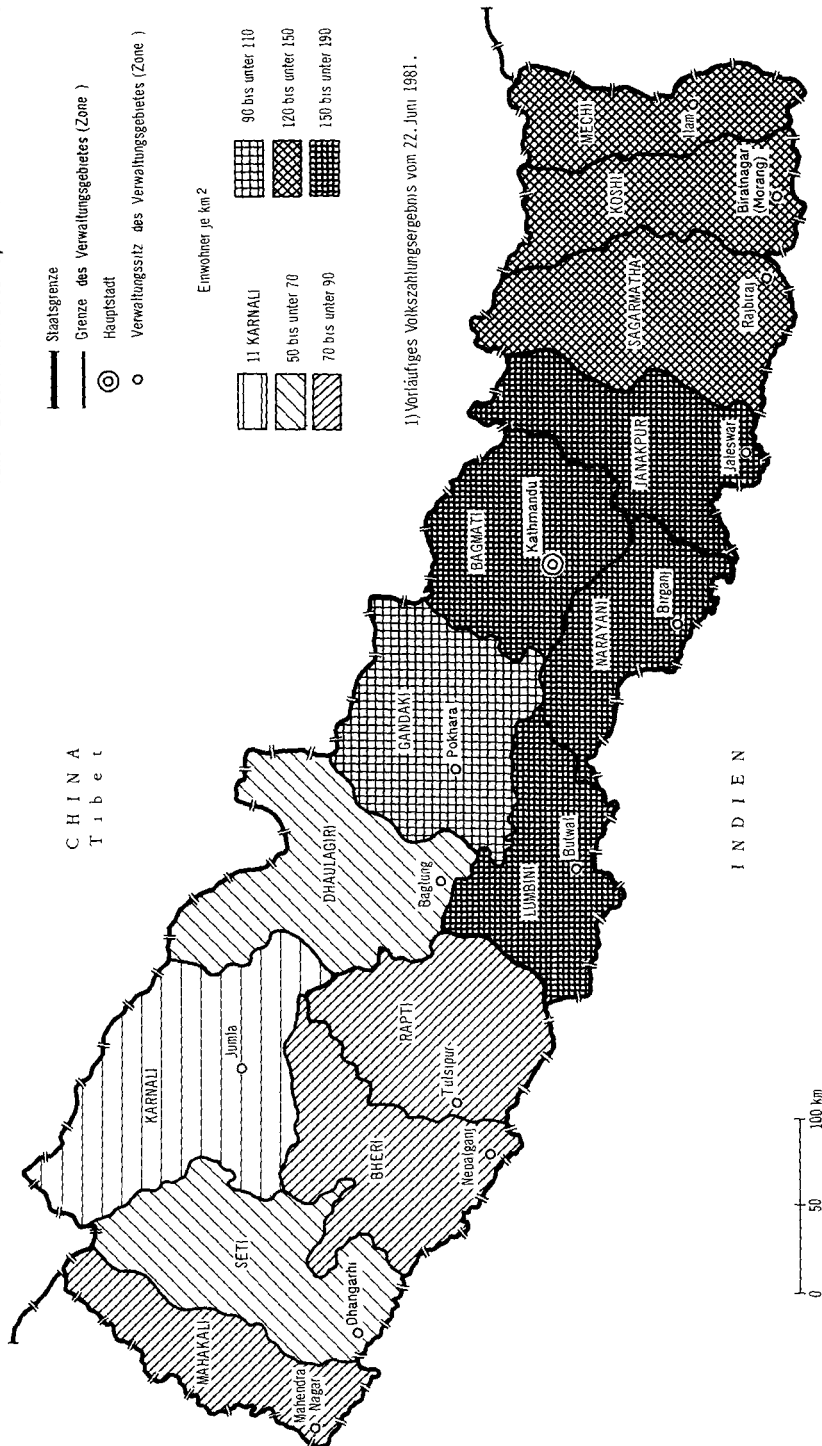 Staatsgrenze
Grenze des Verwaltungsgebietes (Zone)
Hauptstadt
Verwaltungssitz des Verwaltungsgebietes (Zone)
Einwohner je km²
11 KARNALI
50 bis unter 70
70 bis unter 90
90 bis unter 110
120 bis unter 150
150 bis unter 190
1) Vorläufiges Volkszählungsergebnis vom 22. Juni 1981.
CHINA
Tibet
MAHAKALI
Mahendra
Nagar
SETI
Dhangarhi
KARNALI
Jumla
BHERI
Nepalganj
RAPTI
Tulsipur
DHAULAGIRI
Baglung
GANDAKI
Pokhara
LUMBINI
Butwal
BAGMATI
Kathmandu
NARAYANI
Birganj
JANAKPUR
Jaleswar
SAGARMATHA
Rajbiraj
KOSHI
Biratnagar
(Morang)
MECHI
Ilam
INDIEN
0 50 100 km